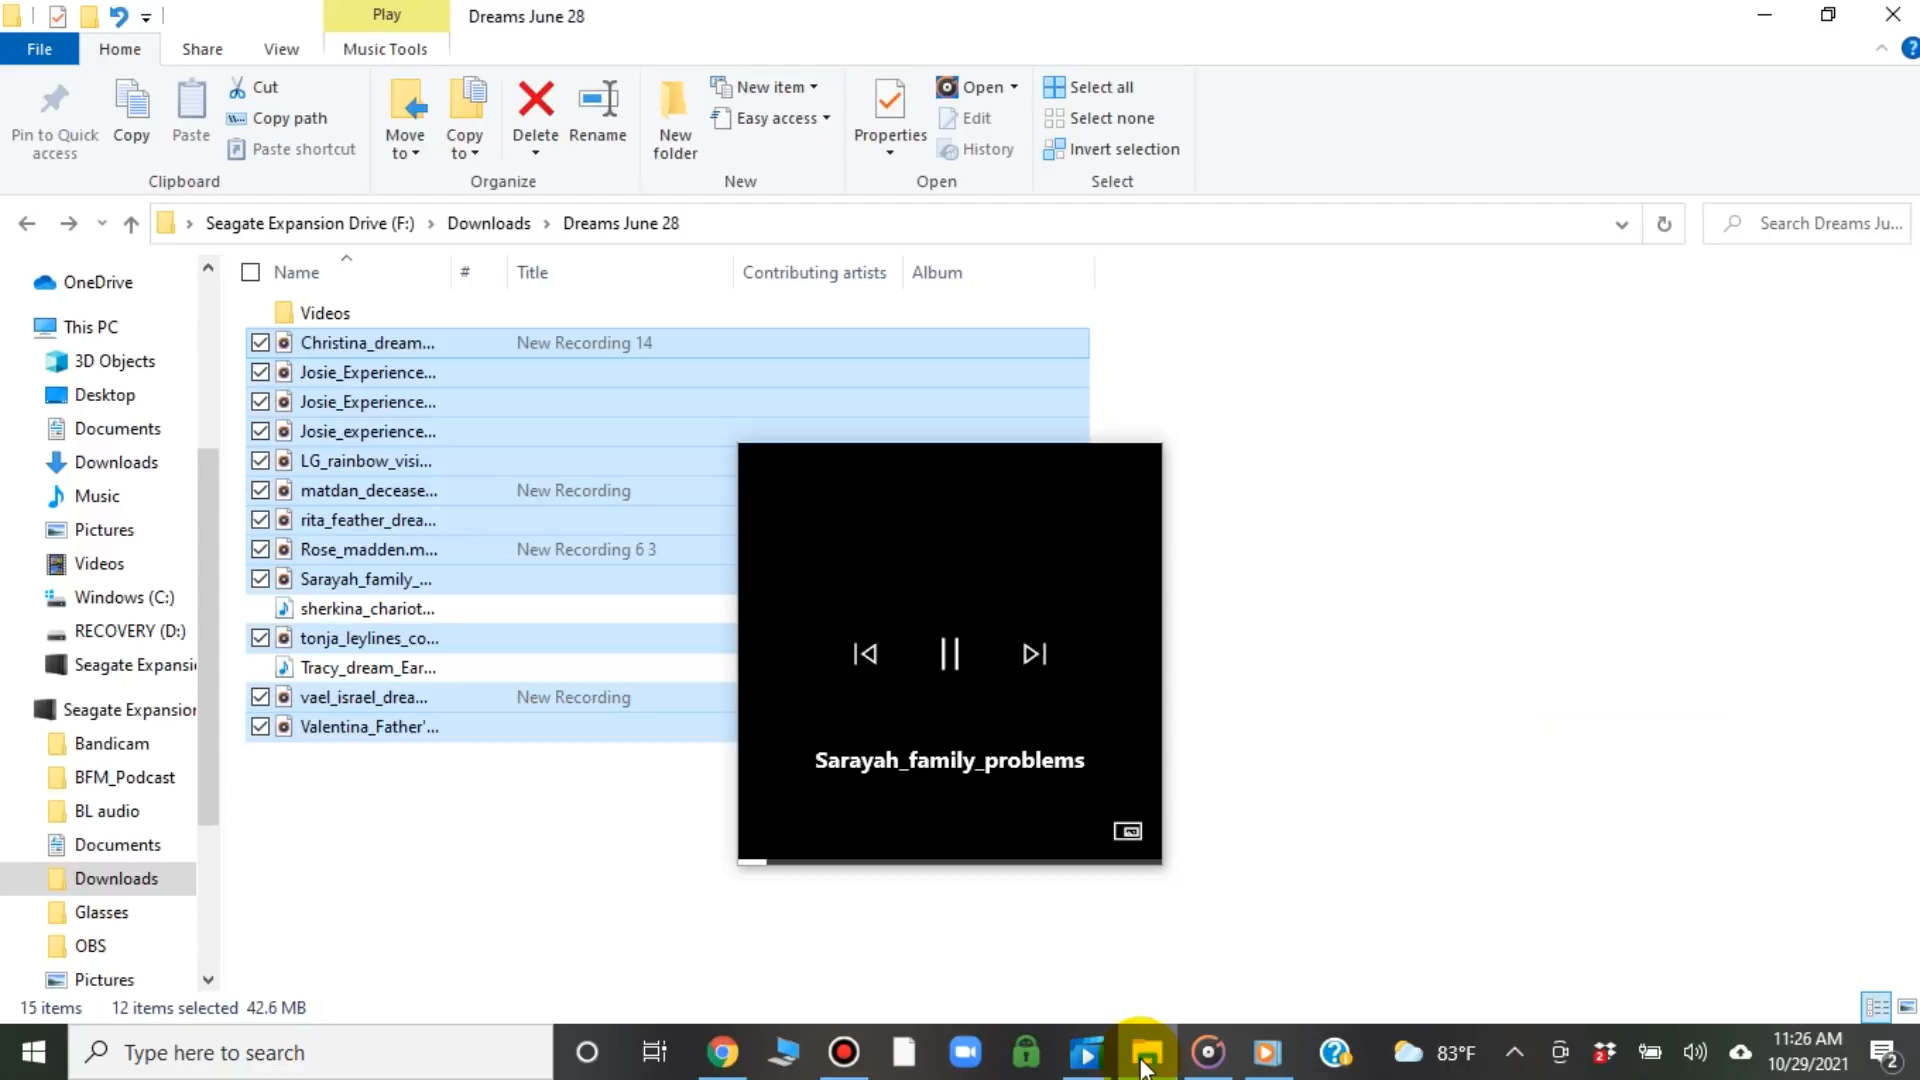 Play
Dreams June 28
File
Home
Share
View
Music Tools
Pin to Quick access
Copy
Paste
Cut
Copy path
Paste shortcut
Clipboard
Move to
Copy to
Delete
Rename
Organize
New folder
New item
Easy access
New
Properties
Open
Edit
History
Open
Select all
Select none
Invert selection
Select
Seagate Expansion Drive (F:) › Downloads › Dreams June 28
Search Dreams Ju...
OneDrive
This PC
3D Objects
Desktop
Documents
Downloads
Music
Pictures
Videos
Windows (C:)
RECOVERY (D:)
Seagate Expansi
Seagate Expansion
Bandicam
BFM_Podcast
BL audio
Documents
Downloads
Glasses
OBS
Pictures
Name # Title Contributing artists Album
Videos
Christina_dream... New Recording 14
Josie_Experience...
Josie_Experience...
Josie_experience...
LG_rainbow_visi...
matdan_decease... New Recording
rita_feather_drea...
Rose_madden.m... New Recording 6 3
Sarayah_family_...
sherkina_chariot...
tonja_leylines_co...
Tracy_dream_Ear...
vael_israel_drea... New Recording
Valentina_Father'...
Sarayah_family_problems
15 items 12 items selected 42.6 MB
Type here to search
83°F
11:26 AM
10/29/2021
2